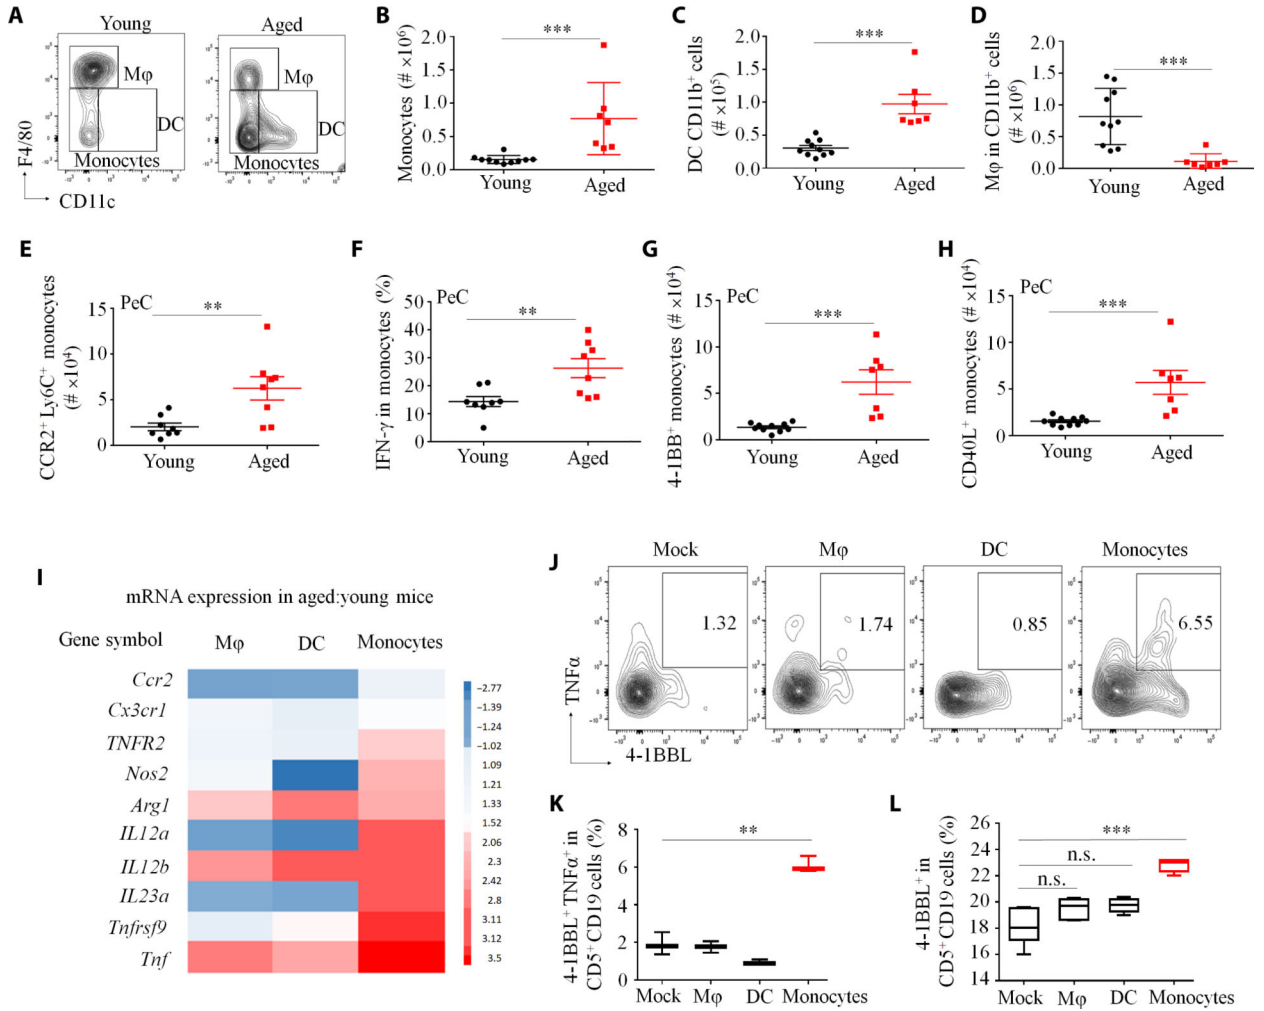 A
Young
Aged
Mφ
DC
Monocytes
Mφ
DC
Monocytes
F4/80
CD11c
B
Monocytes (# ×10⁶)
2.0
1.5
1.0
0.5
0.0
***
Young
Aged
C
DC CD11b⁺ cells
(# ×10⁵)
2.0
1.5
1.0
0.5
0.0
***
Young
Aged
D
Mφ in CD11b⁺ cells
(# ×10⁶)
2.0
1.5
1.0
0.5
0.0
***
Young
Aged
E
CCR2⁺ Ly6C⁺ monocytes
(# ×10⁴)
PeC
15
10
5
0
**
Young
Aged
F
IFN-γ in monocytes (%)
PeC
50
40
30
20
10
0
**
Young
Aged
G
4-1BB⁺ monocytes (# ×10⁴)
PeC
15
10
5
0
***
Young
Aged
H
CD40L⁺ monocytes (# ×10⁴)
PeC
15
10
5
0
***
Young
Aged
I
mRNA expression in aged:young mice
Gene symbol
Mφ
DC
Monocytes
Ccr2
Cx3cr1
TNFR2
Nos2
Arg1
IL12a
IL12b
IL23a
Tnfrsf9
Tnf
−2.77
−1.39
−1.24
−1.02
1.09
1.21
1.33
1.52
2.06
2.3
2.42
2.8
3.11
3.12
3.5
J
Mock
Mφ
DC
Monocytes
1.32
1.74
0.85
6.55
TNFα
4-1BBL
K
4-1BBL⁺ TNFα⁺ in
CD5⁺ CD19 cells (%)
8
6
4
2
0
**
Mock
Mφ
DC
Monocytes
L
4-1BBL⁺ in
CD5⁺ CD19 cells (%)
26
24
22
20
18
16
14
***
n.s.
n.s.
Mock
Mφ
DC
Monocytes